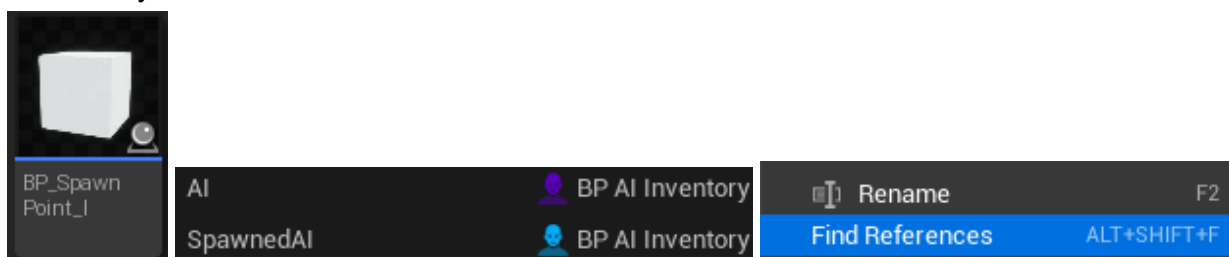 BP_Spawn
Point_I
AI BP AI Inventory
SpawnedAI BP AI Inventory
Rename F2
Find References ALT+SHIFT+F